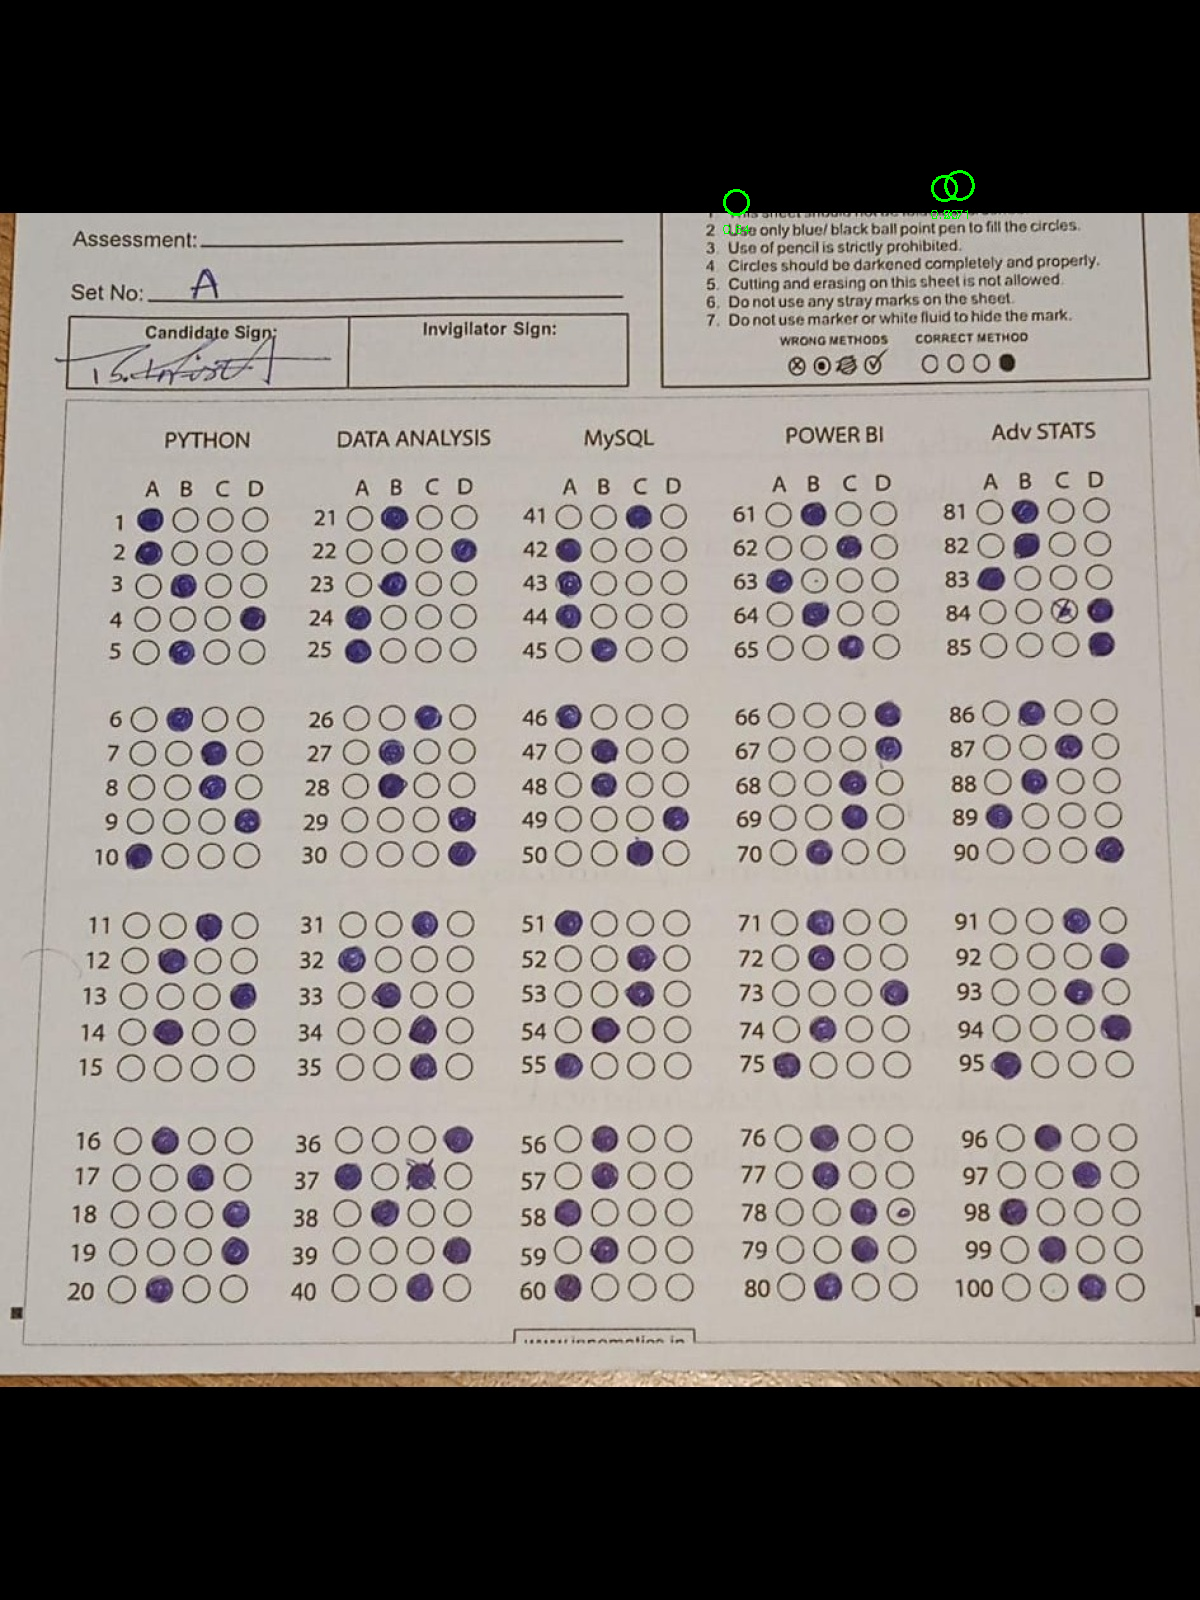 2 Use only blue/ black ball point pen to fill the circles.
Assessment:
3. Use of pencil is strictly prohibited.
4 Circles should be darkened completely and properly.
5. Cutting and erasing on this sheet is not allowed.
Set No: A
6. Do not use any stray marks on the sheet.
7. Do not use marker or white fluid to hide the mark.
Candidate Sign: Invigilator Sign:
WRONG METHODS CORRECT METHOD
PYTHON DATA ANALYSIS MySQL POWER BI Adv STATS
A B C D A B C D A B C D A B C D A B C D
1 21 41 61 81
2 22 42 62 82
3 23 43 63 83
4 24 44 64 84
5 25 45 65 85
6 26 46 66 86
7 27 47 67 87
8 28 48 68 88
9 29 49 69 89
10 30 50 70 90
11 31 51 71 91
12 32 52 72 92
13 33 53 73 93
14 34 54 74 94
15 35 55 75 95
16 36 56 76 96
17 37 57 77 97
18 38 58 78 98
19 39 59 79 99
20 40 60 80 100